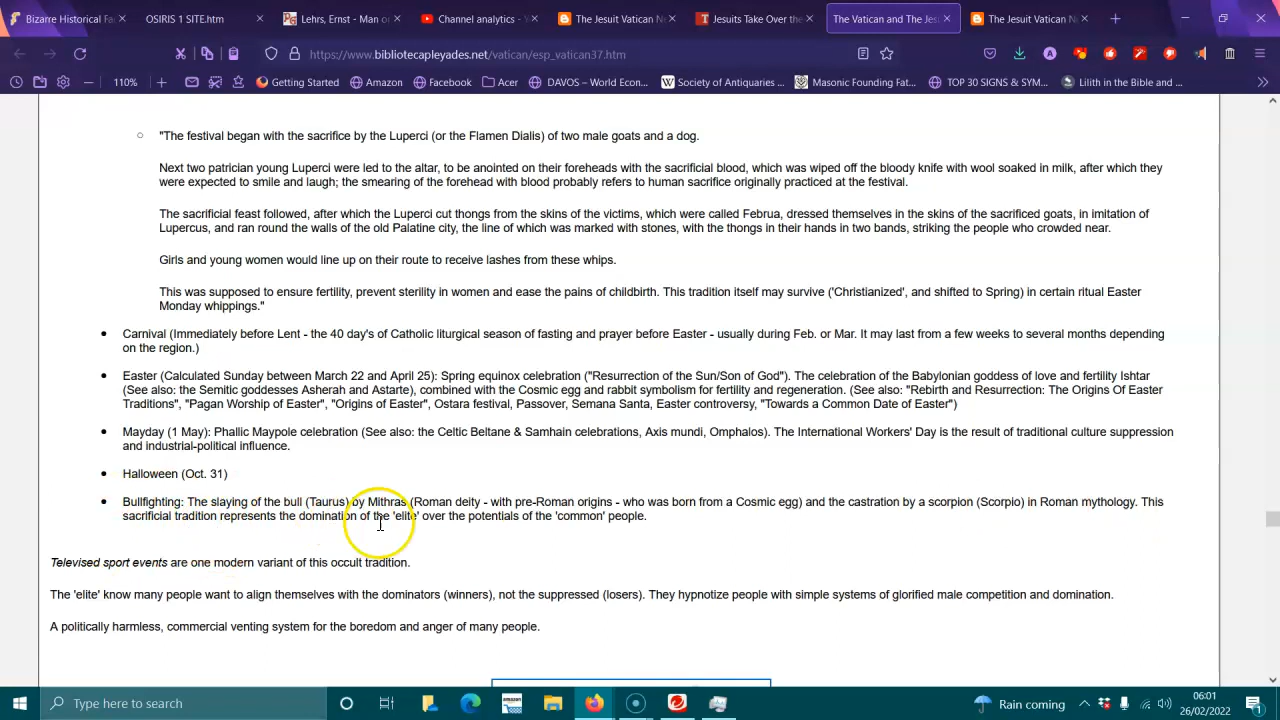 Bizarre Historical Fa
OSIRIS 1 SITE.htm
Lehrs, Ernst - Man o
Channel analytics - Y
The Jesuit Vatican Ne
Jesuits Take Over the
The Vatican and The Jes
The Jesuit Vatican N
https://www.bibliotecapleyades.net/vatican/esp_vatican37.htm
110%
Getting Started
Amazon
Facebook
Acer
DAVOS – World Econ...
Society of Antiquaries ...
Masonic Founding Fat...
TOP 30 SIGNS & SYM...
Lilith in the Bible and ...
"The festival began with the sacrifice by the Luperci (or the Flamen Dialis) of two male goats and a dog.
Next two patrician young Luperci were led to the altar, to be anointed on their foreheads with the sacrificial blood, which was wiped off the bloody knife with wool soaked in milk, after which they
were expected to smile and laugh; the smearing of the forehead with blood probably refers to human sacrifice originally practiced at the festival.
The sacrificial feast followed, after which the Luperci cut thongs from the skins of the victims, which were called Februa, dressed themselves in the skins of the sacrificed goats, in imitation of
Lupercus, and ran round the walls of the old Palatine city, the line of which was marked with stones, with the thongs in their hands in two bands, striking the people who crowded near.
Girls and young women would line up on their route to receive lashes from these whips.
This was supposed to ensure fertility, prevent sterility in women and ease the pains of childbirth. This tradition itself may survive ('Christianized', and shifted to Spring) in certain ritual Easter
Monday whippings."
Carnival (Immediately before Lent - the 40 day's of Catholic liturgical season of fasting and prayer before Easter - usually during Feb. or Mar. It may last from a few weeks to several months depending
on the region.)
Easter (Calculated Sunday between March 22 and April 25): Spring equinox celebration ("Resurrection of the Sun/Son of God"). The celebration of the Babylonian goddess of love and fertility Ishtar
(See also: the Semitic goddesses Asherah and Astarte), combined with the Cosmic egg and rabbit symbolism for fertility and regeneration. (See also: "Rebirth and Resurrection: The Origins Of Easter
Traditions", "Pagan Worship of Easter", "Origins of Easter", Ostara festival, Passover, Semana Santa, Easter controversy, "Towards a Common Date of Easter")
Mayday (1 May): Phallic Maypole celebration (See also: the Celtic Beltane & Samhain celebrations, Axis mundi, Omphalos). The International Workers' Day is the result of traditional culture suppression
and industrial-political influence.
Halloween (Oct. 31)
Bullfighting: The slaying of the bull (Taurus) by Mithras (Roman deity - with pre-Roman origins - who was born from a Cosmic egg) and the castration by a scorpion (Scorpio) in Roman mythology. This
sacrificial tradition represents the domination of the 'elite' over the potentials of the 'common' people.
Televised sport events are one modern variant of this occult tradition.
The 'elite' know many people want to align themselves with the dominators (winners), not the suppressed (losers). They hypnotize people with simple systems of glorified male competition and domination.
A politically harmless, commercial venting system for the boredom and anger of many people.
Type here to search
Rain coming
06:01
26/02/2022